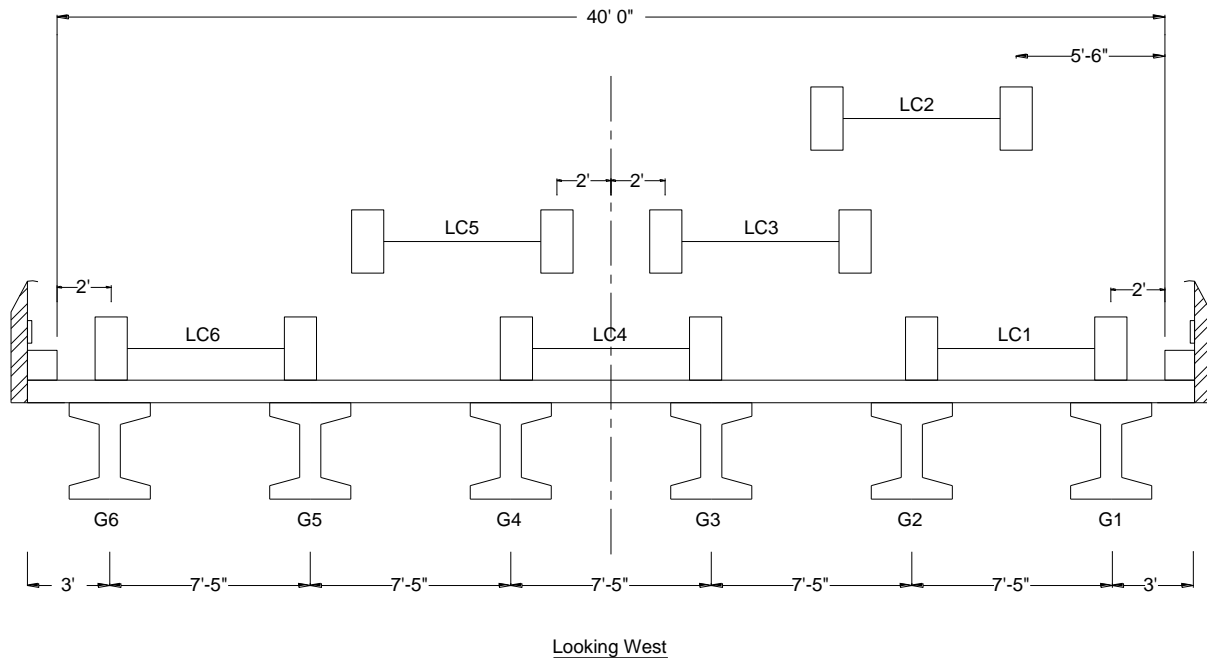 40' 0"
5'-6"
LC2
2' 2'
LC5 LC3
2' 2'
LC6 LC4 LC1
G6 G5 G4 G3 G2 G1
3' 7'-5" 7'-5" 7'-5" 7'-5" 7'-5" 3'
Looking West